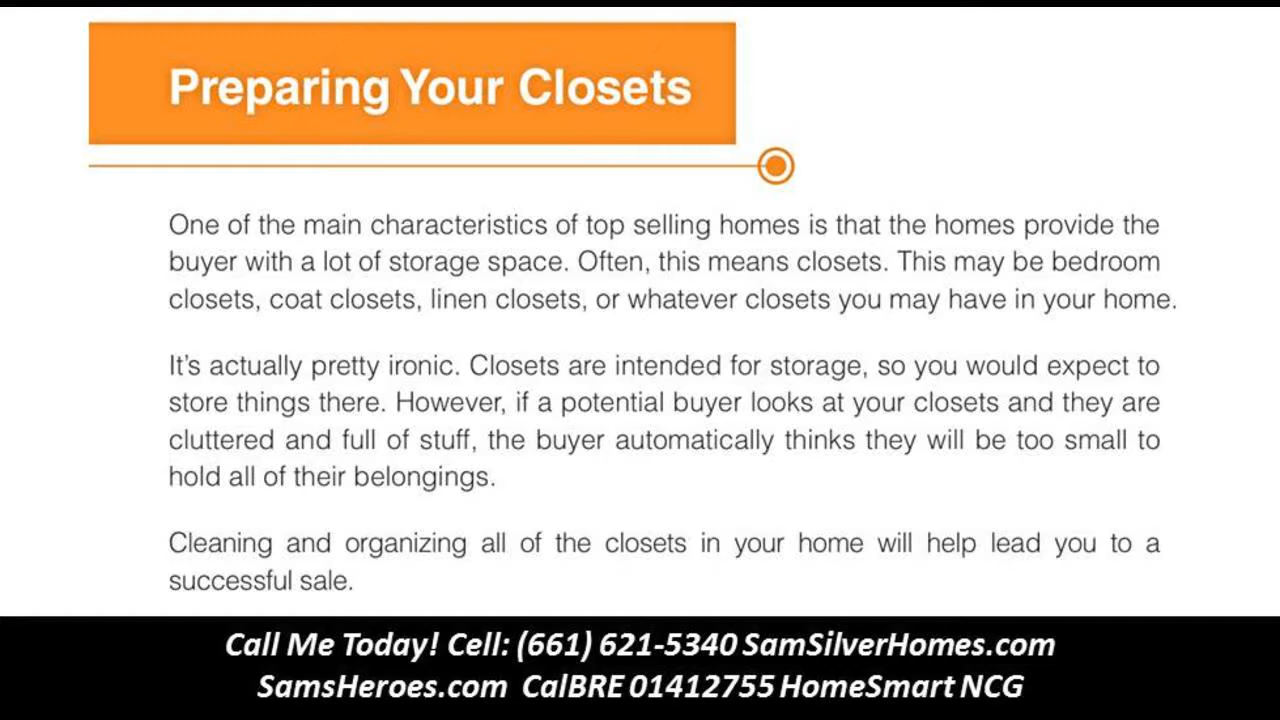 Preparing Your Closets
One of the main characteristics of top selling homes is that the homes provide the
buyer with a lot of storage space. Often, this means closets. This may be bedroom
closets, coat closets, linen closets, or whatever closets you may have in your home.
It's actually pretty ironic. Closets are intended for storage, so you would expect to
store things there. However, if a potential buyer looks at your closets and they are
cluttered and full of stuff, the buyer automatically thinks they will be too small to
hold all of their belongings.
Cleaning and organizing all of the closets in your home will help lead you to a
successful sale.
Call Me Today! Cell: (661) 621-5340 SamSilverHomes.com
SamsHeroes.com CalBRE 01412755 HomeSmart NCG